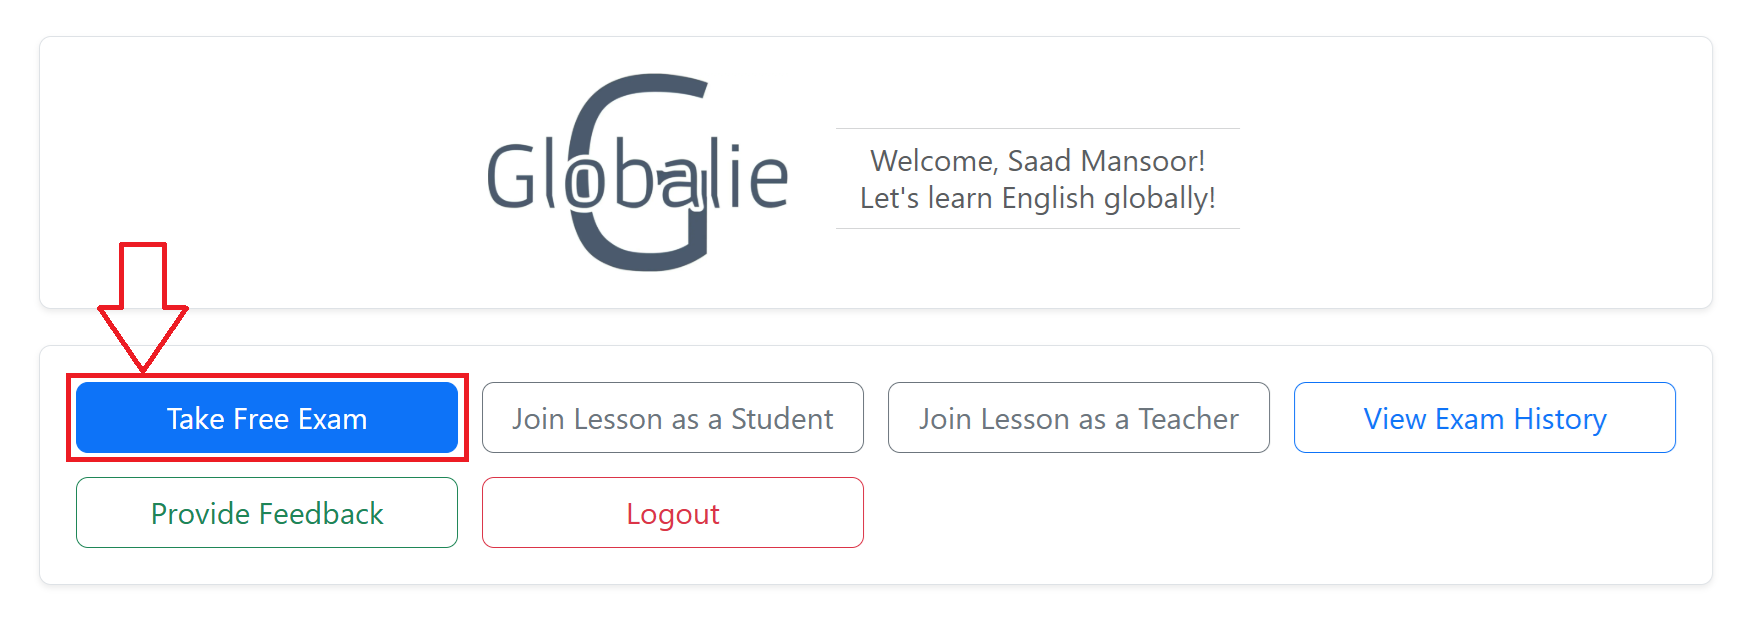 Globalie
Welcome, Saad Mansoor!
Let's learn English globally!
Take Free Exam
Join Lesson as a Student
Join Lesson as a Teacher
View Exam History
Provide Feedback
Logout